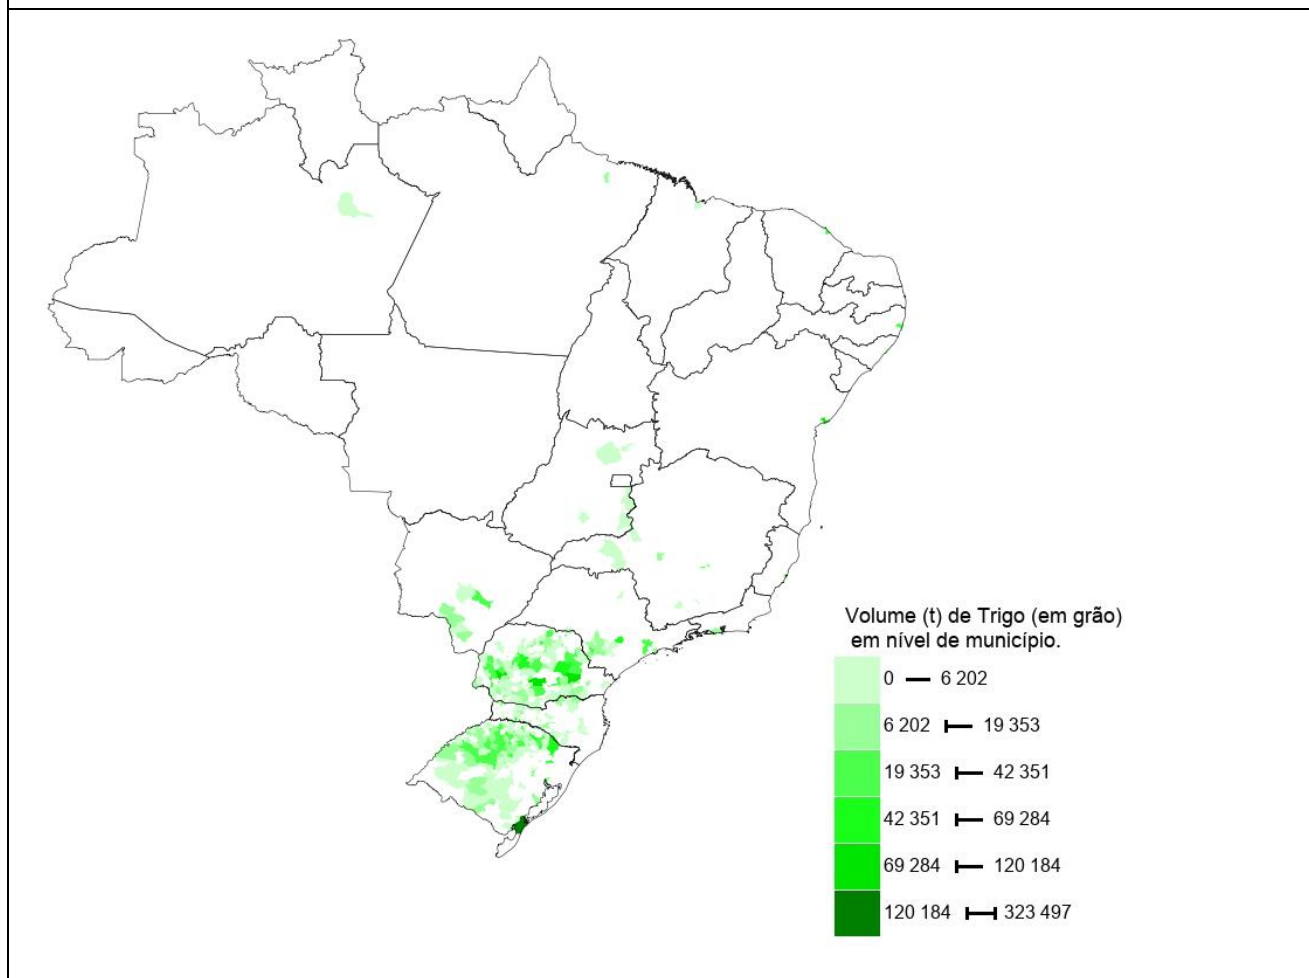 Volume (t) de Trigo (em grão)
em nível de município.
0 — 6 202
6 202 ⊢ 19 353
19 353 ⊢ 42 351
42 351 ⊢ 69 284
69 284 ⊢ 120 184
120 184 ⊢⊣ 323 497